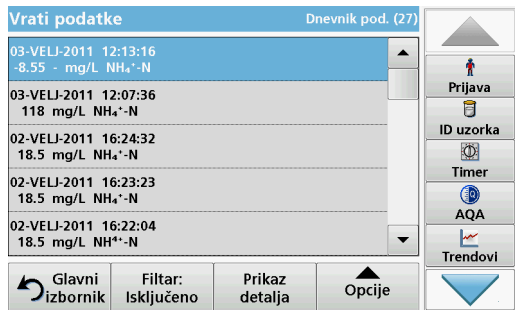 Vrati podatke
Dnevnik pod. (27)
03-VELJ-2011 12:13:16
-8.55 - mg/L NH₄⁺-N
03-VELJ-2011 12:07:36
118 mg/L NH₄⁺-N
02-VELJ-2011 16:24:32
18.5 mg/L NH₄⁺-N
02-VELJ-2011 16:23:23
18.5 mg/L NH₄⁺-N
02-VELJ-2011 16:22:04
18.5 mg/L NH⁴⁺-N
Prijava
ID uzorka
Timer
AQA
Trendovi
Glavni
izbornik
Filtar:
Isključeno
Prikaz
detalja
Opcije